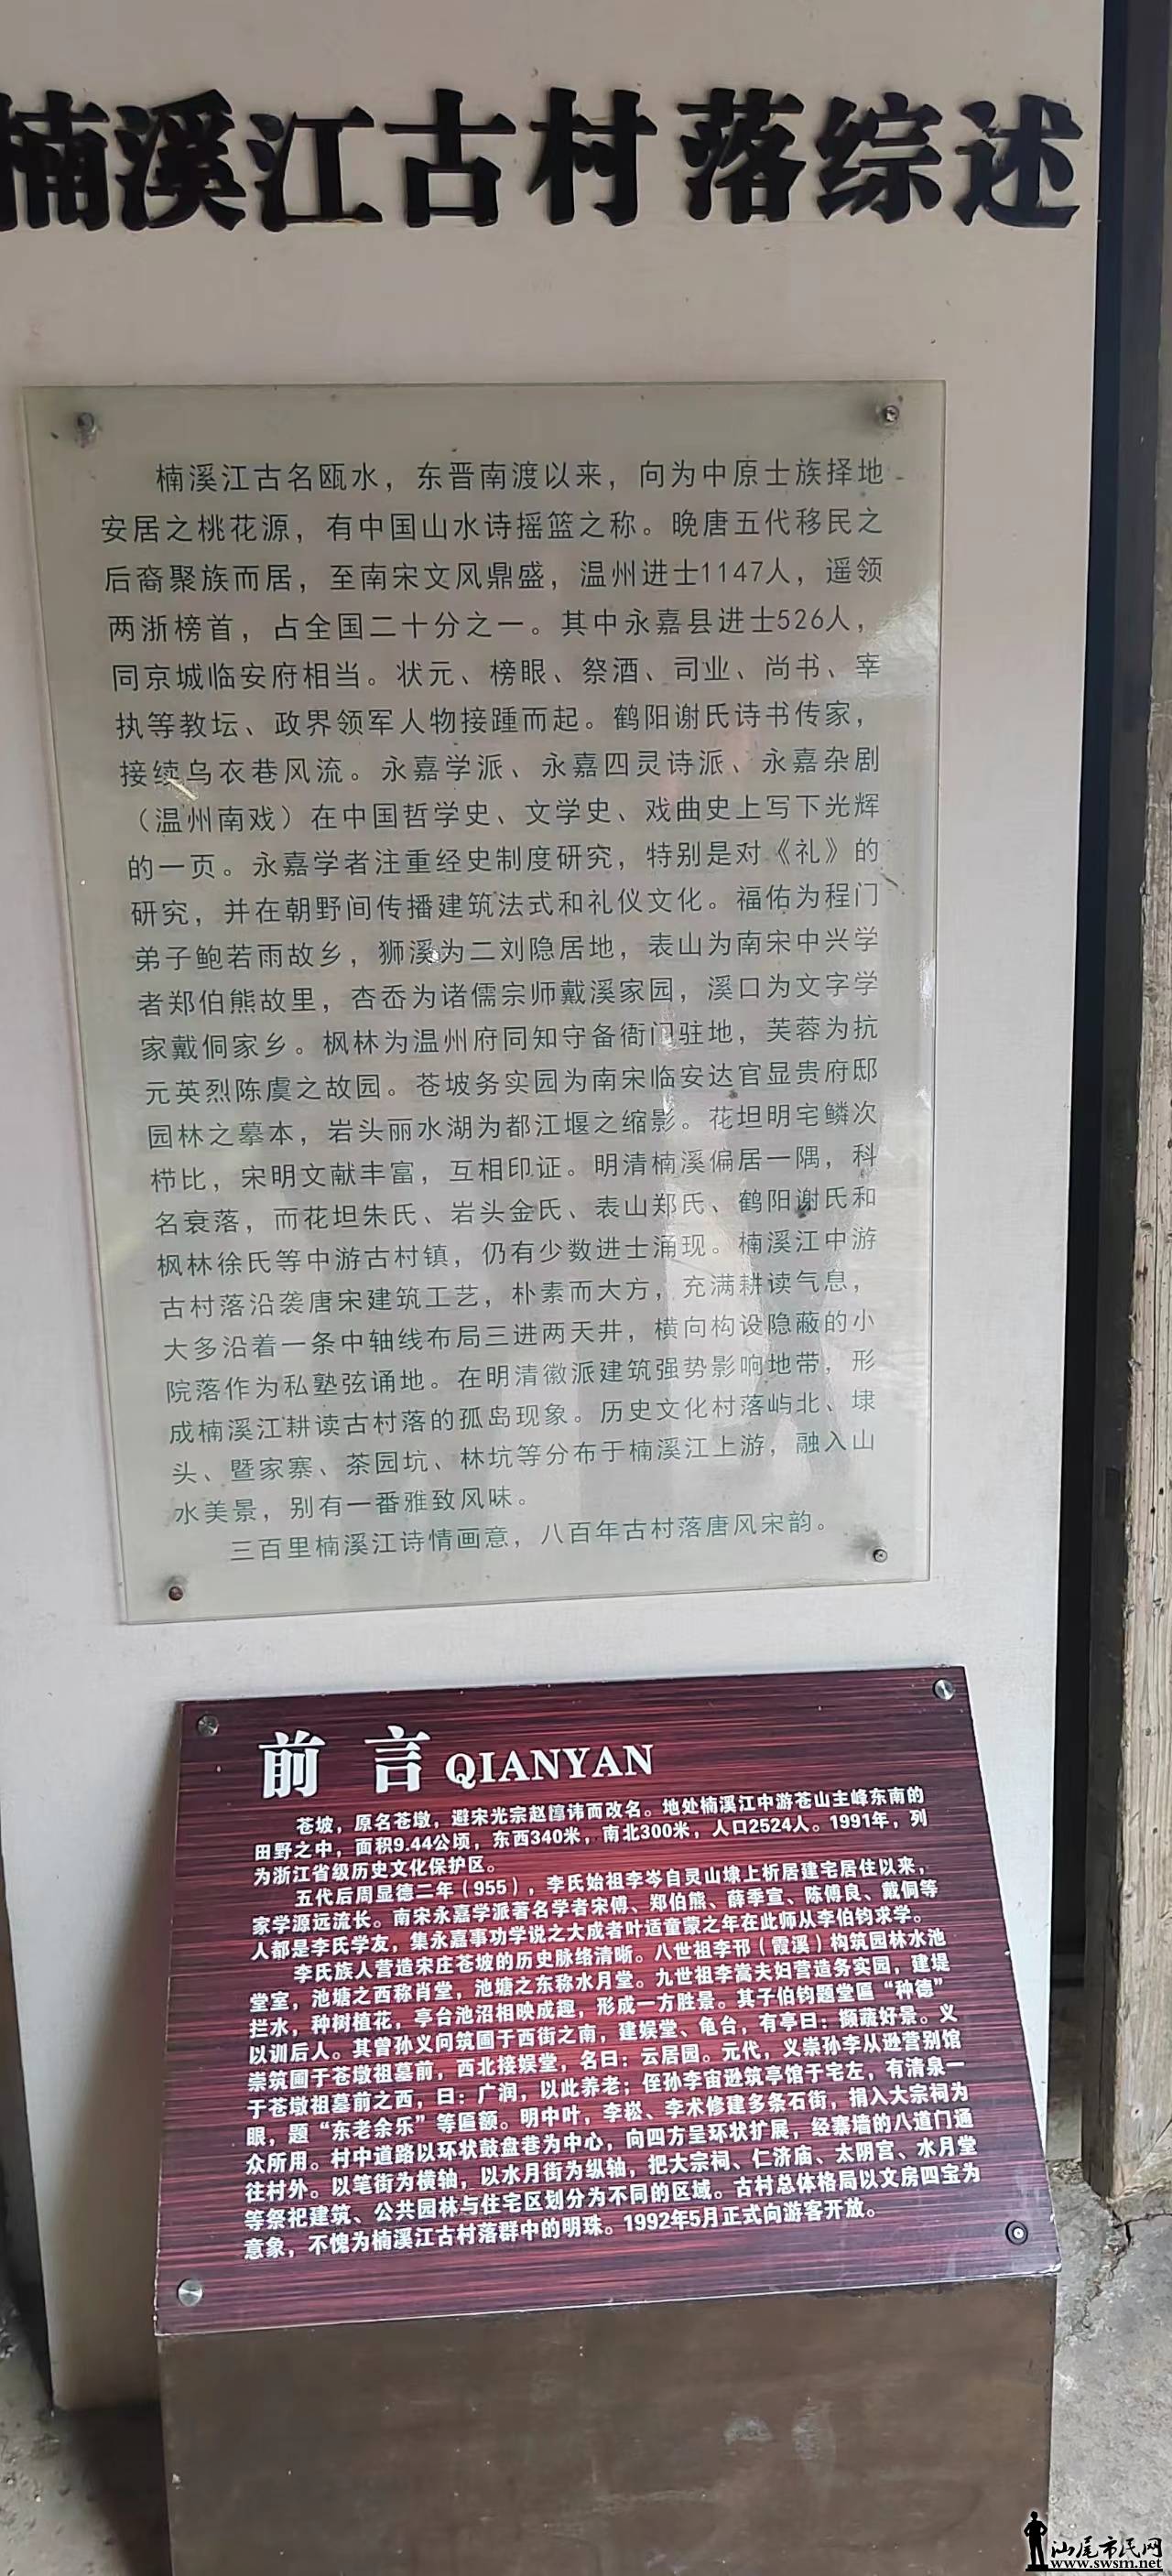 楠溪江古村落综述
楠溪江古名瓯水，东晋南渡以来，向为中原士族择地
安居之桃花源，有中国山水诗摇篮之称。晚唐五代移民之
后裔聚族而居，至南宋文风鼎盛，温州进士1147人，遥领
两浙榜首，占全国二十分之一。其中永嘉县进士526人，
同京城临安府相当。状元、榜眼、祭酒、司业、尚书、宰
执等教坛、政界领军人物接踵而起。鹤阳谢氏诗书传家，
接续乌衣巷风流。永嘉学派、永嘉四灵诗派、永嘉杂剧
（温州南戏）在中国哲学史、文学史、戏曲史上写下光辉
的一页。永嘉学者注重经史制度研究，特别是对《礼》的
研究，并在朝野间传播建筑法式和礼仪文化。福佑为程门
弟子鲍若雨故乡，狮溪为二刘隐居地，表山为南宋中兴学
者郑伯熊故里，杏岙为诸儒宗师戴溪家园，溪口为文字学
家戴侗家乡。枫林为温州府同知守备衙门驻地，芙蓉为抗
元英烈陈虞之故园。苍坡务实园为南宋临安达官显贵府邸
园林之摹本，岩头丽水湖为都江堰之缩影。花坦明宅鳞次
栉比，宋明文献丰富，互相印证。明清楠溪偏居一隅，科
名衰落，而花坦朱氏、岩头金氏、表山郑氏、鹤阳谢氏和
枫林徐氏等中游古村镇，仍有少数进士涌现。楠溪江中游
古村落沿袭唐宋建筑工艺，朴素而大方，充满耕读气息，
大多沿着一条中轴线布局三进两天井，横向构设隐蔽的小
院落作为私塾弦诵地。在明清徽派建筑强势影响地带，形
成楠溪江耕读古村落的孤岛现象。历史文化村落屿北、埭
头、暨家寨、茶园坑、林坑等分布于楠溪江上游，融入山
水美景，别有一番雅致风味。
三百里楠溪江诗情画意，八百年古村落唐风宋韵。
前 言 QIANYAN
苍坡，原名苍墩，避宋光宗赵惇讳而改名。地处楠溪江中游苍山主峰东南的
田野之中，面积9.44公顷，东西340米，南北300米，人口2524人。1991年，列
为浙江省级历史文化保护区。
五代后周显德二年（955），李氏始祖李岑自灵山埭上析居建宅居住以来，
家学源远流长。南宋永嘉学派著名学者宋傅、郑伯熊、薛季宣、陈傅良、戴侗等
人都是李氏学友，集永嘉事功学说之大成者叶适童蒙之年在此师从李伯钧求学。
李氏族人营造宋庄苍坡的历史脉络清晰。八世祖李邗（霞溪）构筑园林水池
堂室，池塘之西称肖堂，池塘之东称水月堂。九世祖李嵩夫妇营造务实园，建堤
拦水，种树植花，亭台池沼相映成趣，形成一方胜景。其子伯钧题堂匾“种德”
以训后人。其曾孙义问筑圃于西街之南，建娱堂、龟台，有亭曰：撷蔬好景。义
崇筑圃于苍墩祖墓前，西北接娱堂，名曰：云居园。元代，义崇孙李从逊营别馆
于苍墩祖墓前之西，曰：广润，以此养老；侄孙李宙逊筑亭馆于宅左，有清泉一
眼，题“东老余乐”等匾额。明中叶，李崧、李术修建多条石街，捐入大宗祠为
众所用。村中道路以环状鼓盘巷为中心，向四方呈环状扩展，经寨墙的八道门通
往村外。以笔街为横轴，以水月街为纵轴，把大宗祠、仁济庙、太阴宫、水月堂
等祭祀建筑、公共园林与住宅区划分为不同的区域。古村总体格局以文房四宝为
意象，不愧为楠溪江古村落群中的明珠。1992年5月正式向游客开放。
汕尾市民网
www.swsm.net